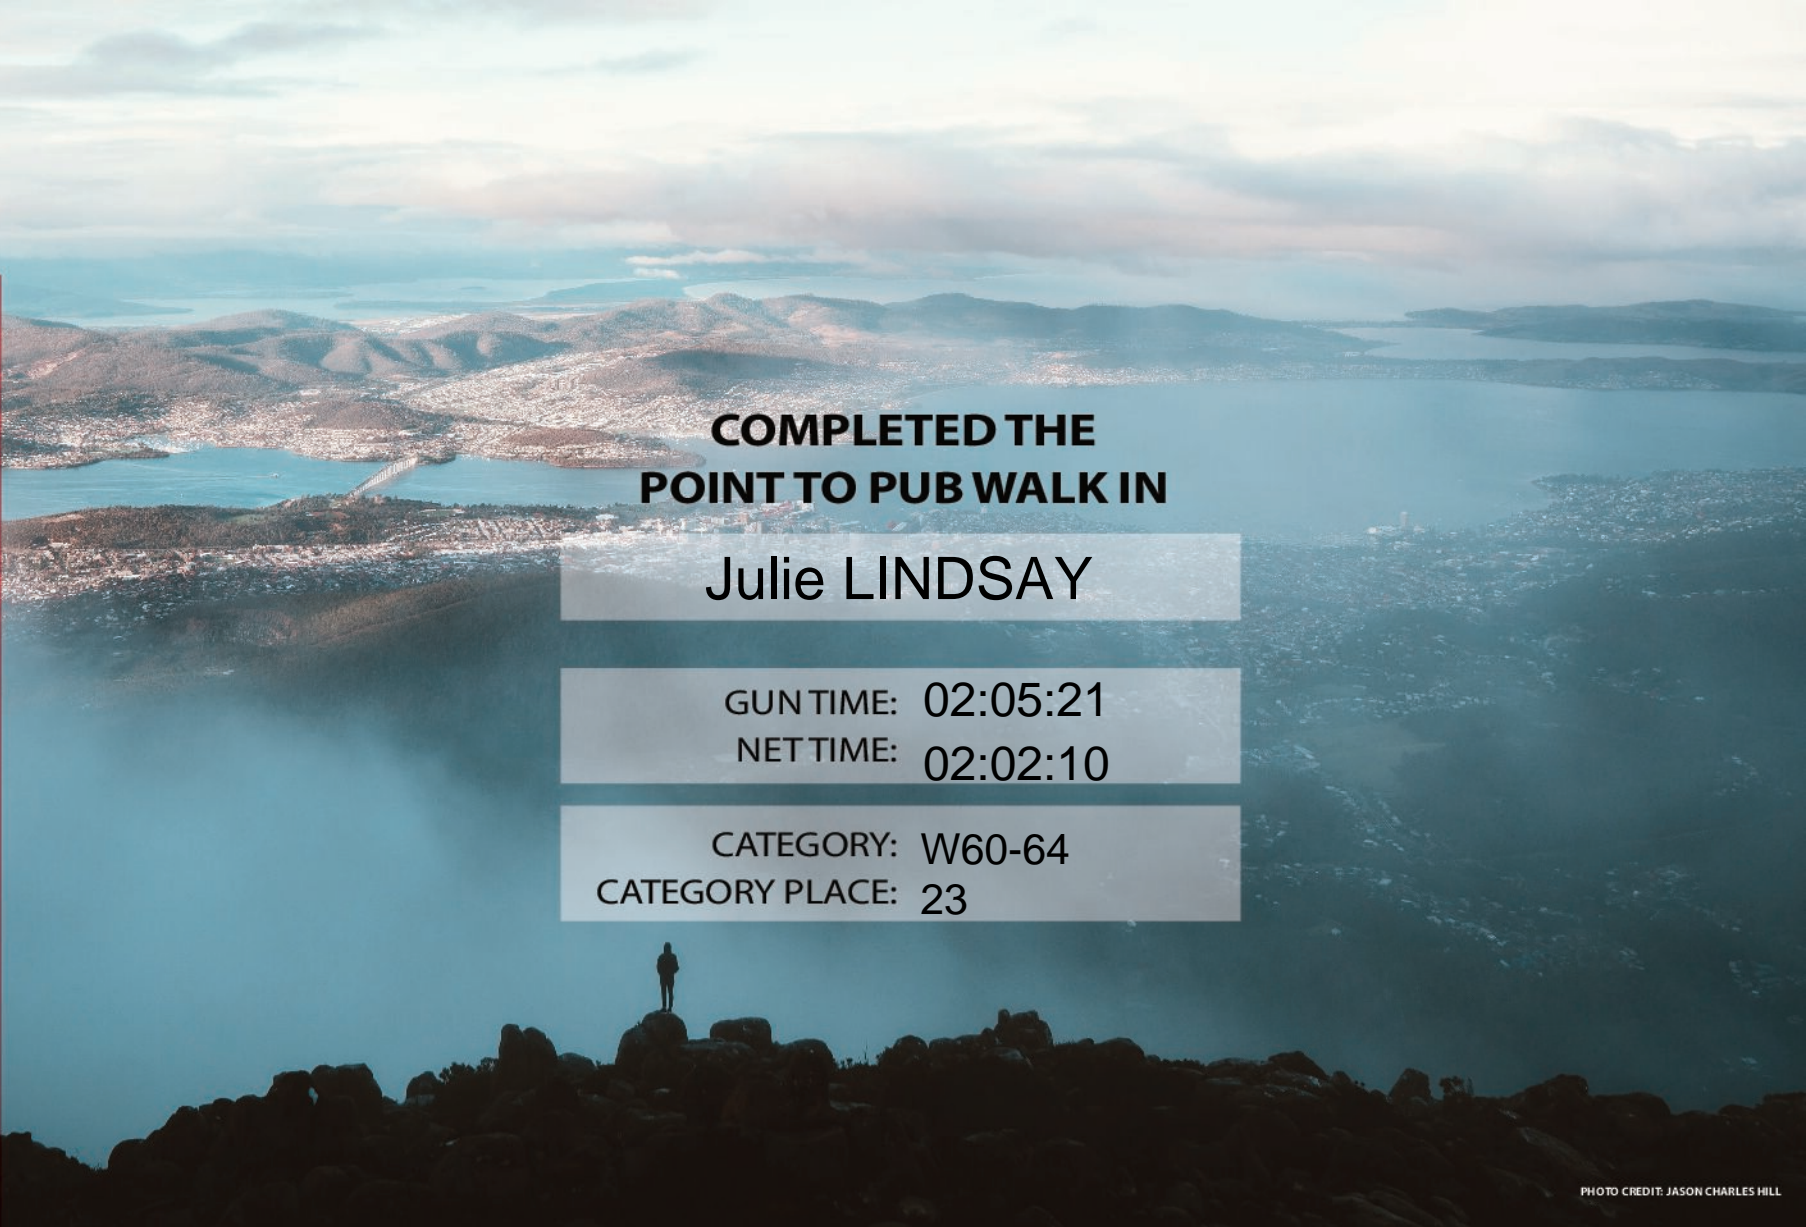 COMPLETED THE
POINT TO PUB WALK IN
Julie LINDSAY
GUN TIME: 02:05:21
NET TIME: 02:02:10
CATEGORY: W60-64
CATEGORY PLACE: 23
PHOTO CREDIT: JASON CHARLES HILL